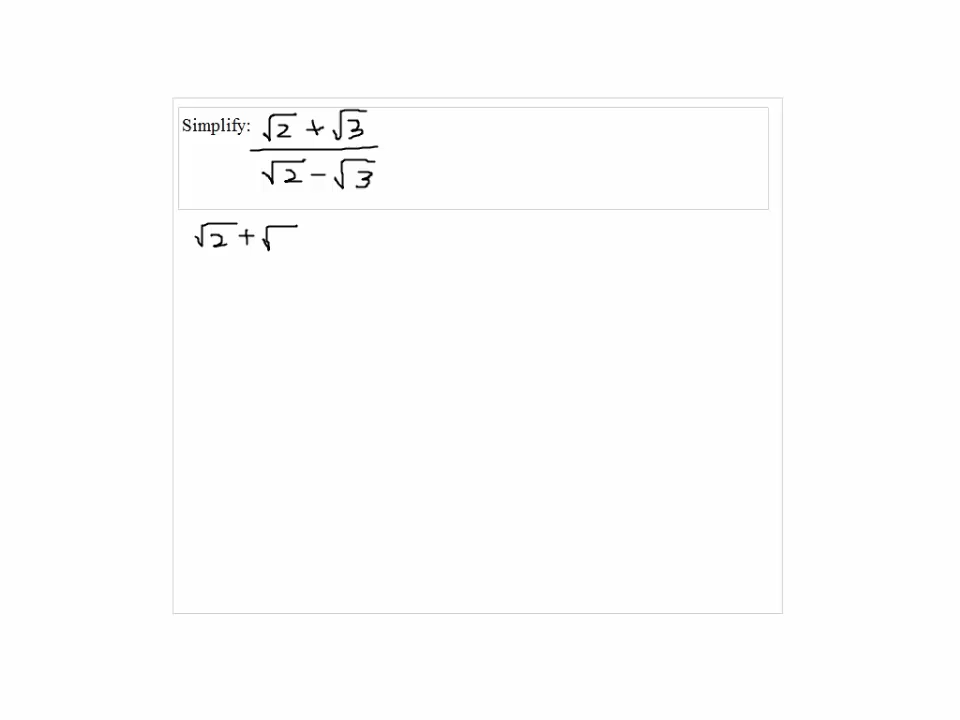 Simplify: √2 + √3
√2 − √3
√2 + √